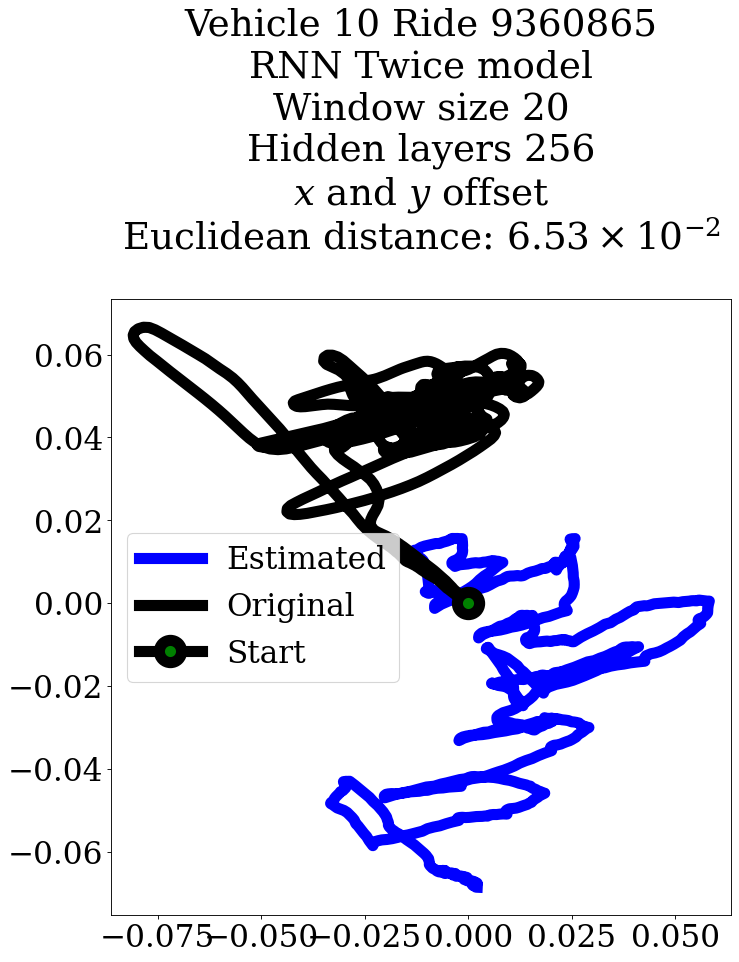 Vehicle 10 Ride 9360865
RNN Twice model
Window size 20
Hidden layers 256
x and y offset
Euclidean distance: 6.53 × 10⁻²
0.06
0.04
0.02
0.00
−0.02
−0.04
−0.06
Estimated
Original
Start
−0.075 −0.050 −0.025 0.000 0.025 0.050